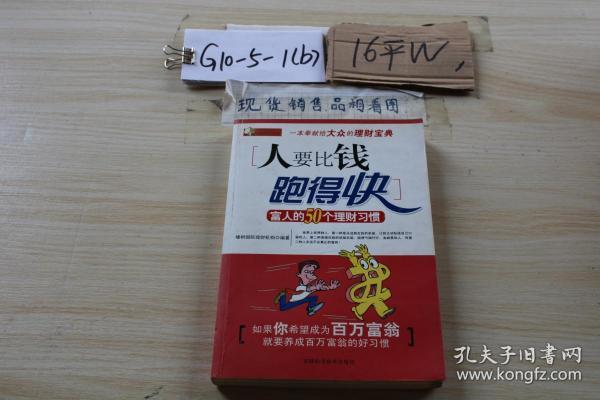 G10-5-1(b)
16平W,
现货销售品相看图
一本奉献给大众的理财宝典
[人要比钱
跑得快]
富人的50个理财习惯
[如果你希望成为百万富翁
就要养成百万富翁的好习惯]
孔夫子旧书网
www.kongfz.com